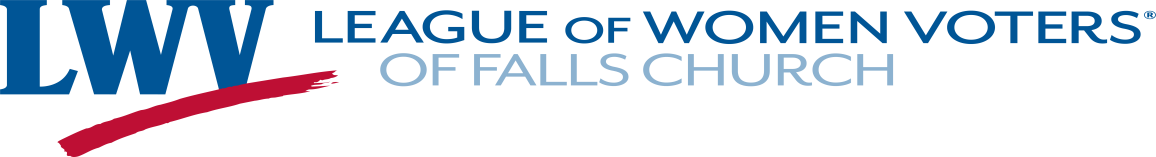 LWV
LEAGUE OF WOMEN VOTERS®
OF FALLS CHURCH